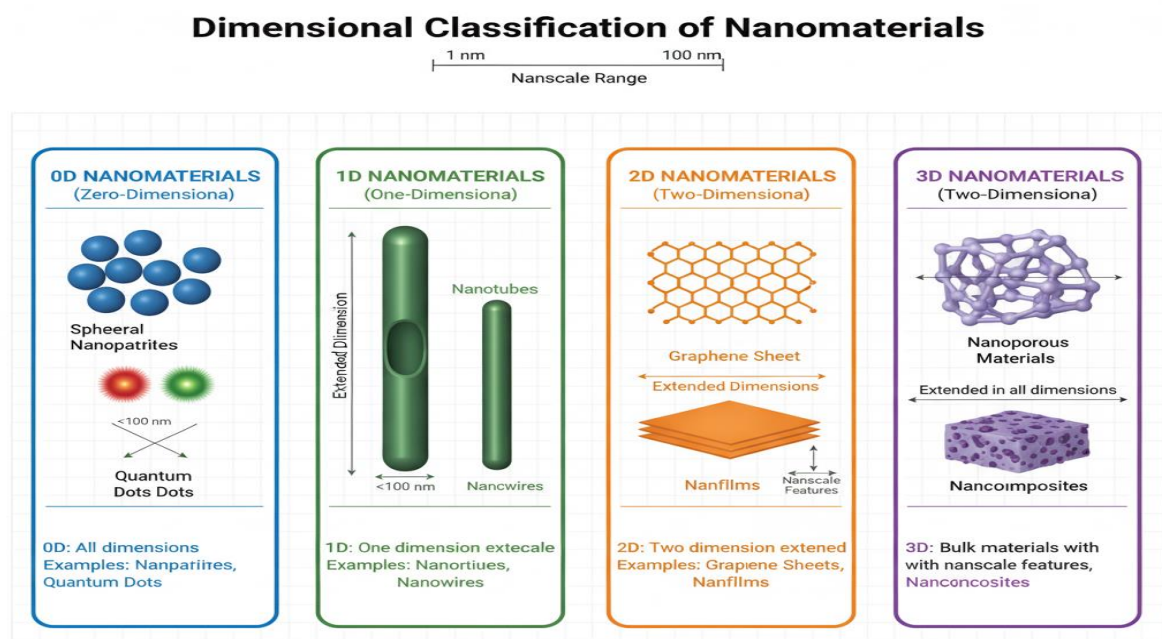 Dimensional Classification of Nanomaterials
1 nm 100 nm
Nanscale Range
0D NANOMATERIALS
(Zero-Dimensiona)
Spheeral
Nanopatrites
<100 nm
Quantum
Dots Dots
0D: All dimensions
Examples: Nanpariires,
Quantum Dots
1D NANOMATERIALS
(One-Dimensiona)
Extended Dimension
Nanotubes
<100 nm
Nancwires
1D: One dimension extecale
Examples: Nanortiues,
Nanowires
2D NANOMATERIALS
(Two-Dimensiona)
Graphene Sheet
Extended Dimensions
Nanfllms
Nanscale
Features
2D: Two dimension extened
Examples: Grapiene Sheets,
Nanfllms
3D NANOMATERIALS
(Two-Dimensiona)
Nanoporous
Materials
Extended in all dimensions
Nancoımposites
3D: Bulk materials with
with nanscale features,
Nanconcosites